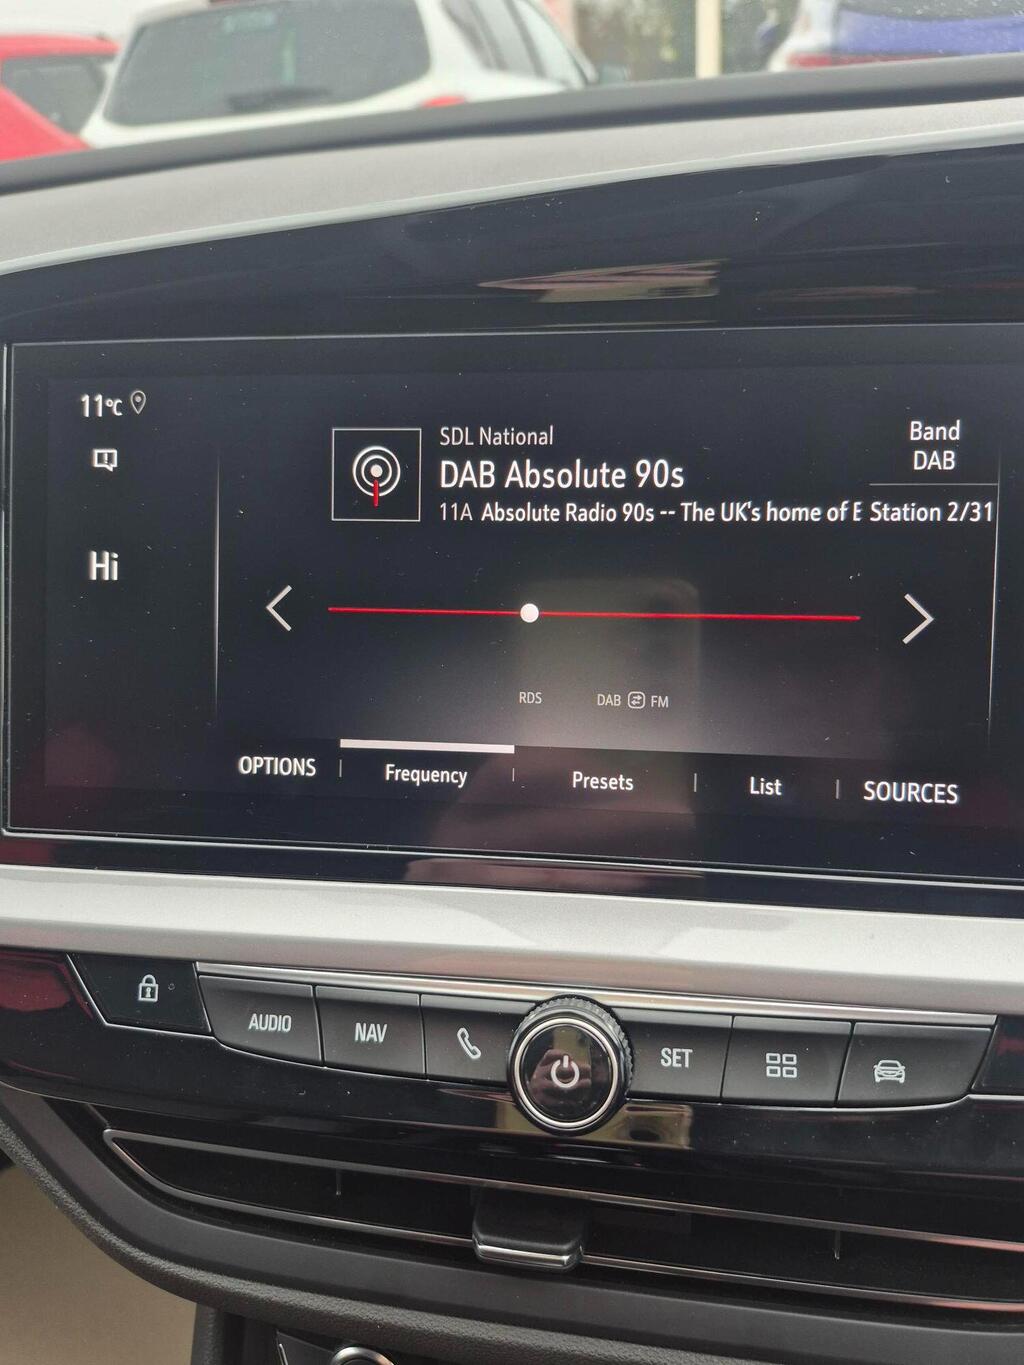 11°C
SDL National
Band
DAB
DAB Absolute 90s
11A Absolute Radio 90s -- The UK's home of E
Station 2/31
Hi
RDS
DAB FM
OPTIONS
Frequency
Presets
List
SOURCES
AUDIO
NAV
SET